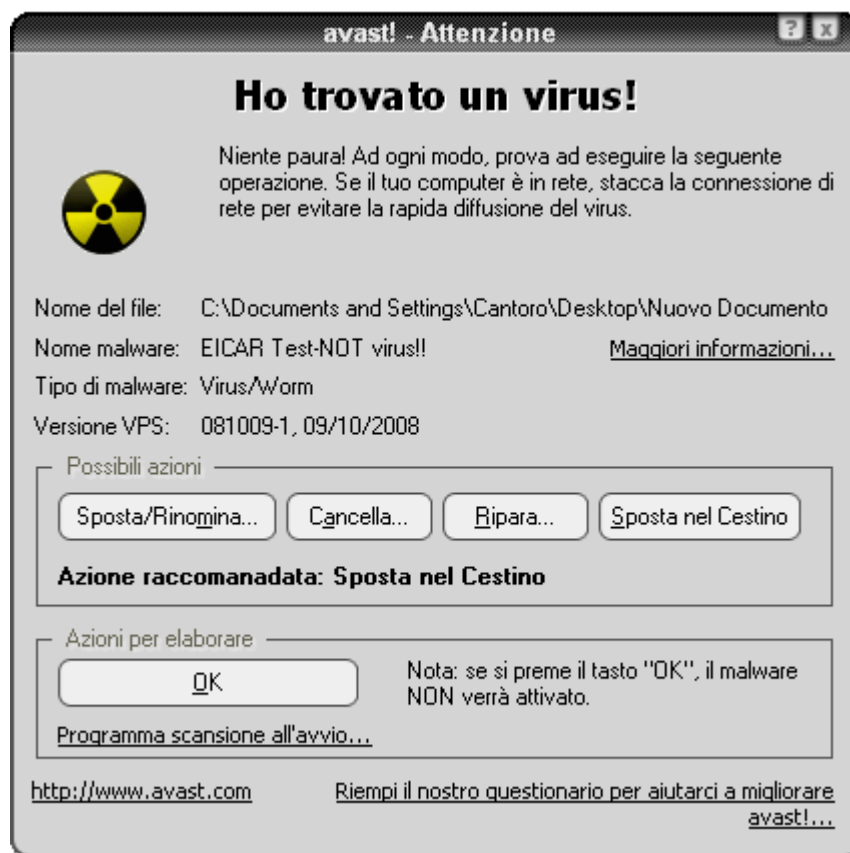 avast! - Attenzione
Ho trovato un virus!
Niente paura! Ad ogni modo, prova ad eseguire la seguente
operazione. Se il tuo computer è in rete, stacca la connessione di
rete per evitare la rapida diffusione del virus.
Nome del file: C:\Documents and Settings\Cantoro\Desktop\Nuovo Documento
Nome malware: EICAR Test-NOT virus!! Maggiori informazioni...
Tipo di malware: Virus/Worm
Versione VPS: 081009-1, 09/10/2008
Possibili azioni
Sposta/Rinomina... Cancella... Ripara... Sposta nel Cestino
Azione raccomanadata: Sposta nel Cestino
Azioni per elaborare
OK
Nota: se si preme il tasto "OK", il malware
NON verrà attivato.
Programma scansione all'avvio...
http://www.avast.com
Riempi il nostro questionario per aiutarci a migliorare
avast!...